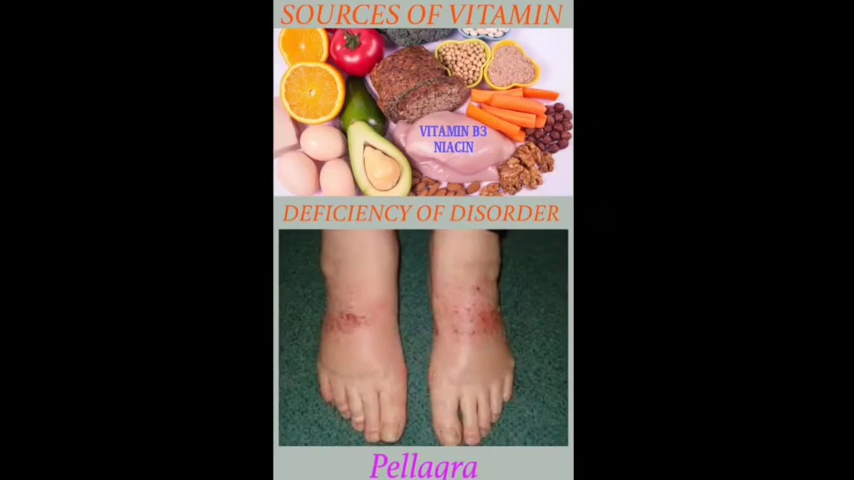 SOURCES OF VITAMIN
VITAMIN B3
NIACIN
DEFICIENCY OF DISORDER
Pellagra